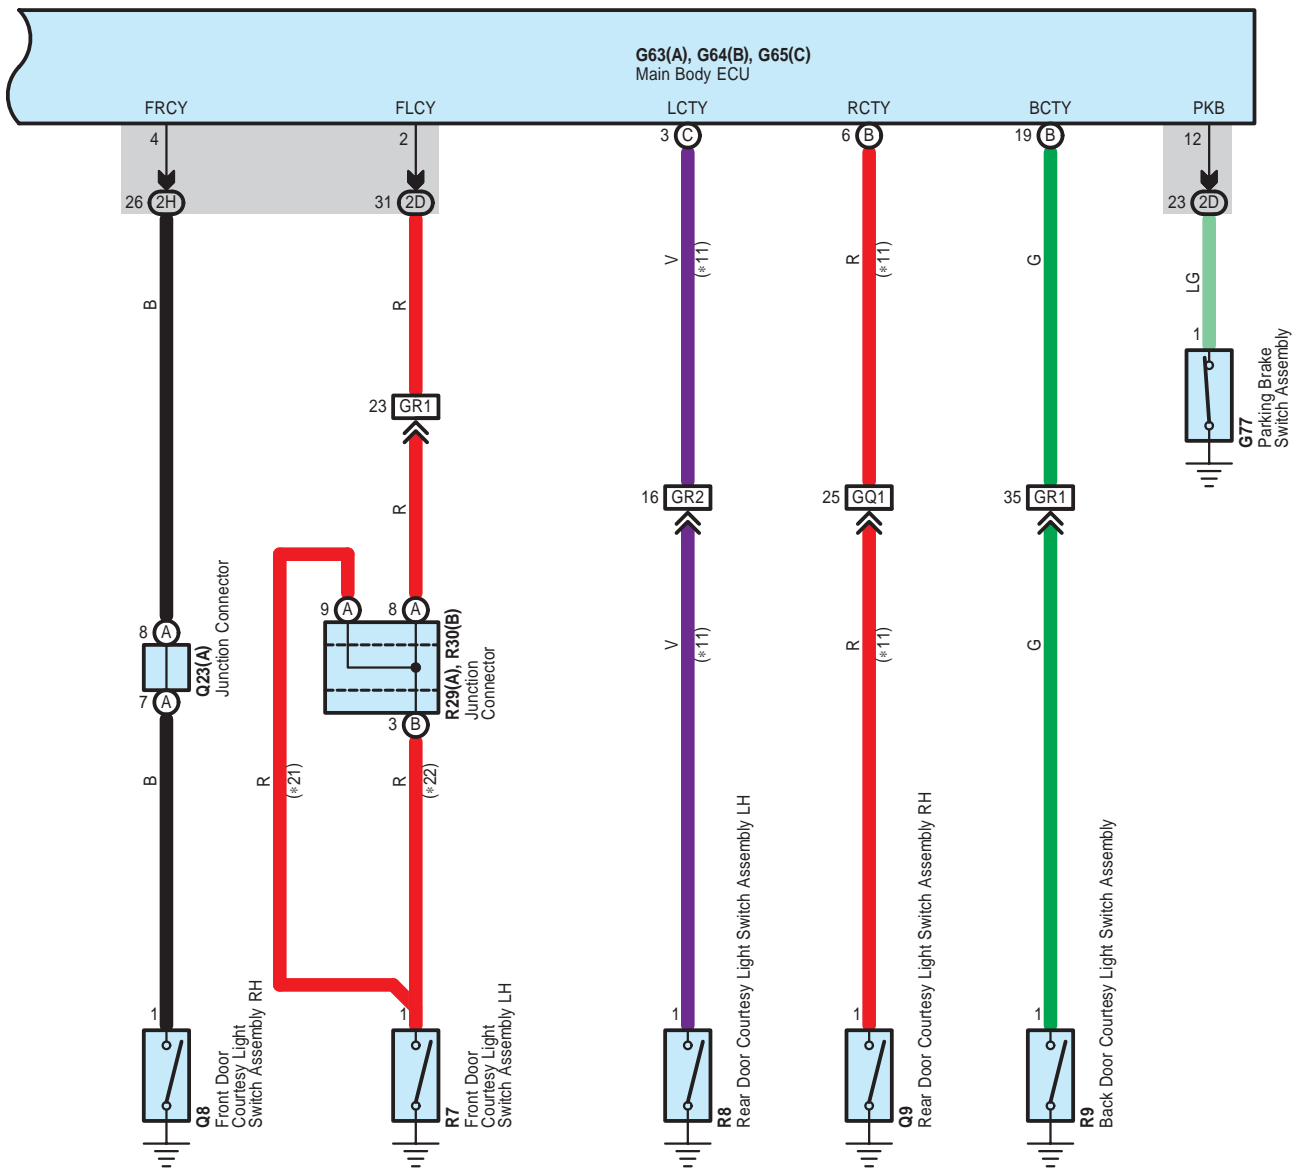 G63(A), G64(B), G65(C)
Main Body ECU
FRCY
FLCY
LCTY
RCTY
BCTY
PKB
4
2
3 C
6 B
19 B
12
26 2H
31 2D
23 2D
B
R
V
(*11)
R
(*11)
G
LG
1
G77
Parking Brake
Switch Assembly
23 GR1
R
16 GR2
25 GQ1
35 GR1
8 A
Q23(A)
Junction Connector
7 A
9 A
8 A
R29(A), R30(B)
Junction
Connector
3 B
V
(*11)
R
(*11)
G
B
R
(*21)
R
(*22)
1
Q8
Front Door
Courtesy Light
Switch Assembly RH
1
R7
Front Door
Courtesy Light
Switch Assembly LH
1
R8
Rear Door Courtesy Light Switch Assembly LH
1
Q9
Rear Door Courtesy Light Switch Assembly RH
1
R9
Back Door Courtesy Light Switch Assembly